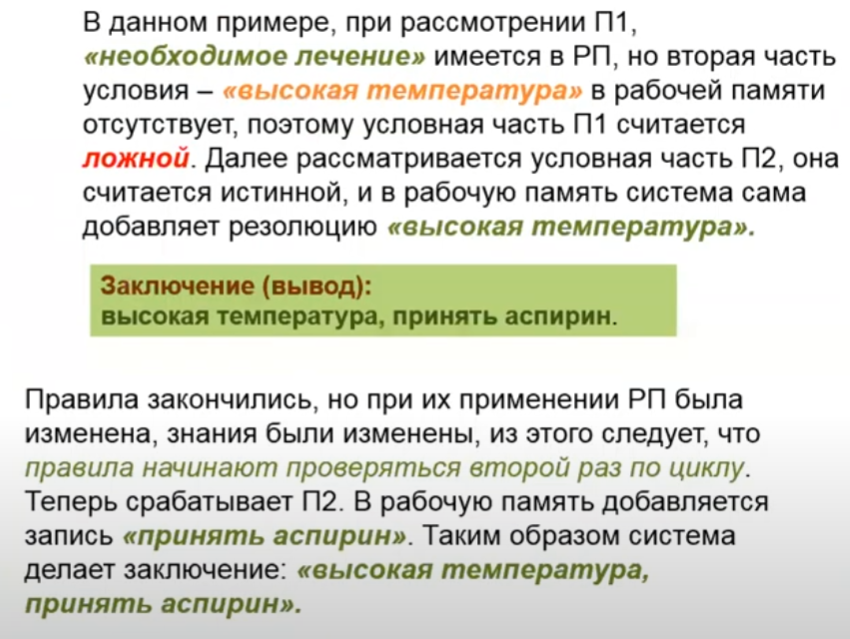 В данном примере, при рассмотрении П1,
«необходимое лечение» имеется в РП, но вторая часть
условия – «высокая температура» в рабочей памяти
отсутствует, поэтому условная часть П1 считается
ложной. Далее рассматривается условная часть П2, она
считается истинной, и в рабочую память система сама
добавляет резолюцию «высокая температура».
Заключение (вывод):
высокая температура, принять аспирин.
Правила закончились, но при их применении РП была
изменена, знания были изменены, из этого следует, что
правила начинают проверяться второй раз по циклу.
Теперь срабатывает П2. В рабочую память добавляется
запись «принять аспирин». Таким образом система
делает заключение: «высокая температура,
принять аспирин».